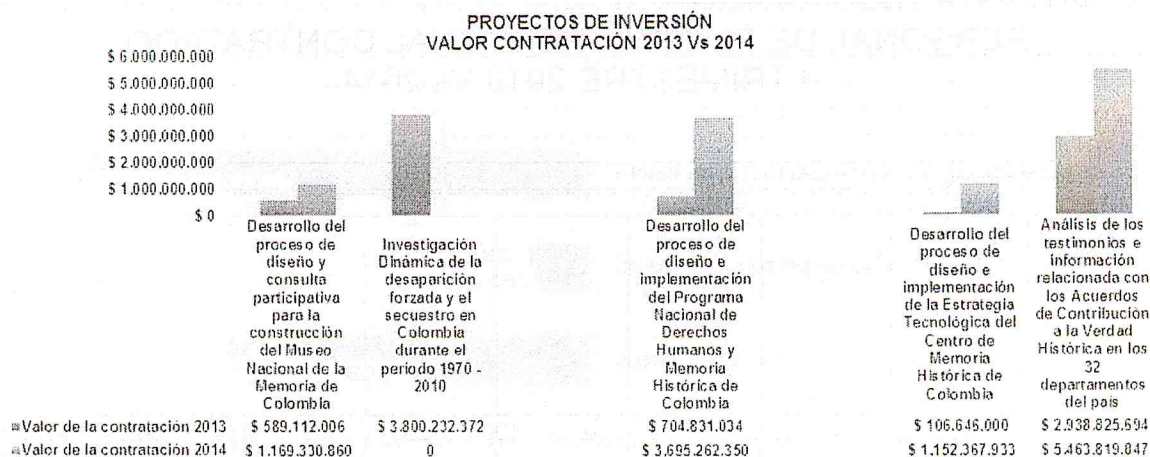 PROYECTOS DE INVERSIÓN
VALOR CONTRATACIÓN 2013 Vs 2014
$ 6.000.000.000
$ 5.000.000.000
$ 4.000.000.000
$ 3.000.000.000
$ 2.000.000.000
$ 1.000.000.000
$ 0
Desarrollo del
proceso de
diseño y
consulta
participativa
para la
construcción
del Museo
Nacional de la
Memoria de
Colombia
Investigación
Dinámica de la
desaparición
forzada y el
secuestro en
Colombia
durante el
periodo 1970 -
2010
Desarrollo del
proceso de
diseño e
implementación
del Programa
Nacional de
Derechos
Humanos y
Memoria
Histórica de
Colombia
Desarrollo del
proceso de
diseño e
implementación
de la Estrategia
Tecnológica del
Centro de
Memoria
Histórica de
Colombia
Análisis de los
testimonios e
información
relacionada con
los Acuerdos
de Contribución
a la Verdad
Histórica en los
32
departamentos
del país
Valor de la contratación 2013 $ 589.112.006 $ 3.800.232.372 $ 704.831.034 $ 106.646.000 $ 2.938.825.694
Valor de la contratación 2014 $ 1.169.330.860 0 $ 3.695.262.350 $ 1.152.367.933 $ 5.463.819.847